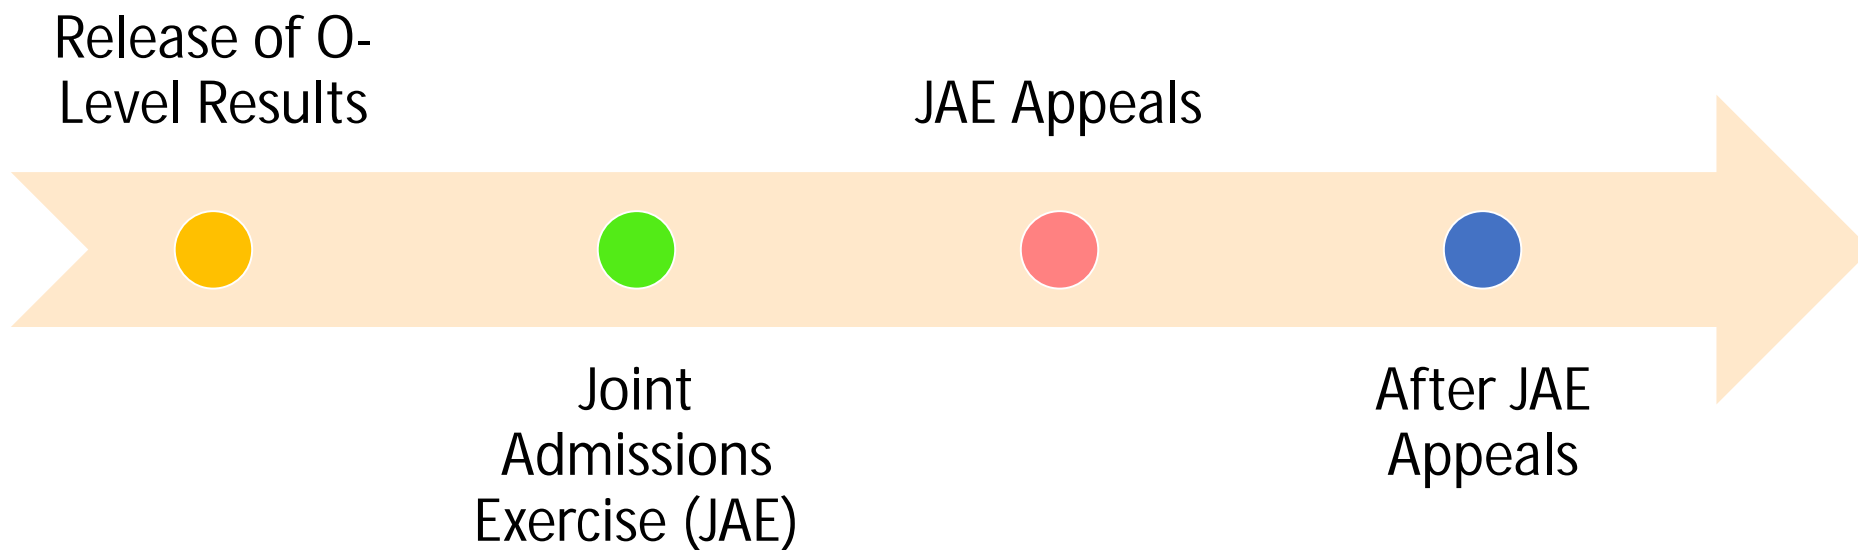 Release of O-
Level Results
Joint
Admissions
Exercise (JAE)
JAE Appeals
After JAE
Appeals